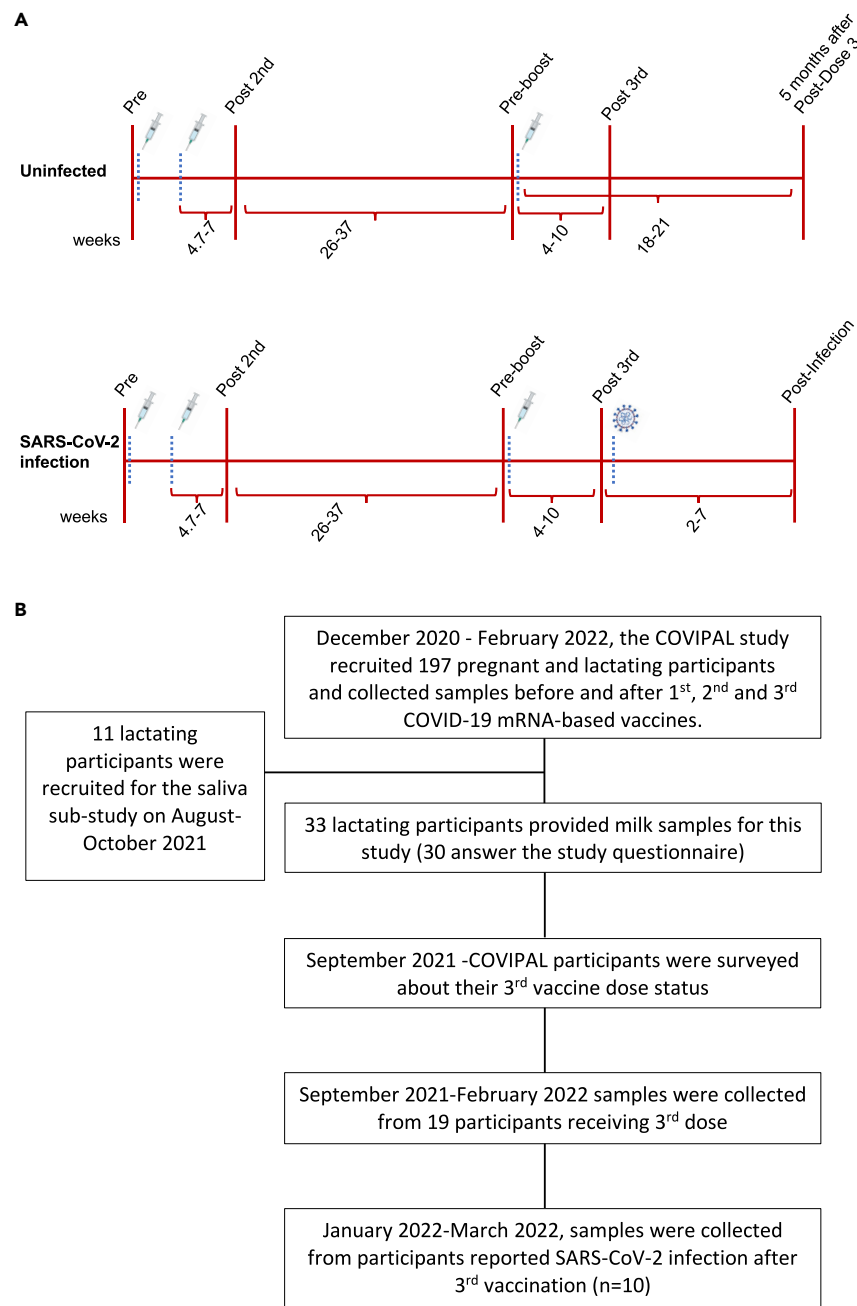 A
Pre
Post 2nd
Pre-boost
Post 3rd
5 months after
Post-Dose 3
Uninfected
weeks
4.7-7
26-37
4-10
18-21
Pre
Post 2nd
Pre-boost
Post 3rd
Post-Infection
SARS-CoV-2
infection
weeks
4.7-7
26-37
4-10
2-7
B
December 2020 - February 2022, the COVIPAL study
recruited 197 pregnant and lactating participants
and collected samples before and after 1st, 2nd and 3rd
COVID-19 mRNA-based vaccines.
11 lactating
participants were
recruited for the saliva
sub-study on August-
October 2021
33 lactating participants provided milk samples for this
study (30 answer the study questionnaire)
September 2021 -COVIPAL participants were surveyed
about their 3rd vaccine dose status
September 2021-February 2022 samples were collected
from 19 participants receiving 3rd dose
January 2022-March 2022, samples were collected
from participants reported SARS-CoV-2 infection after
3rd vaccination (n=10)